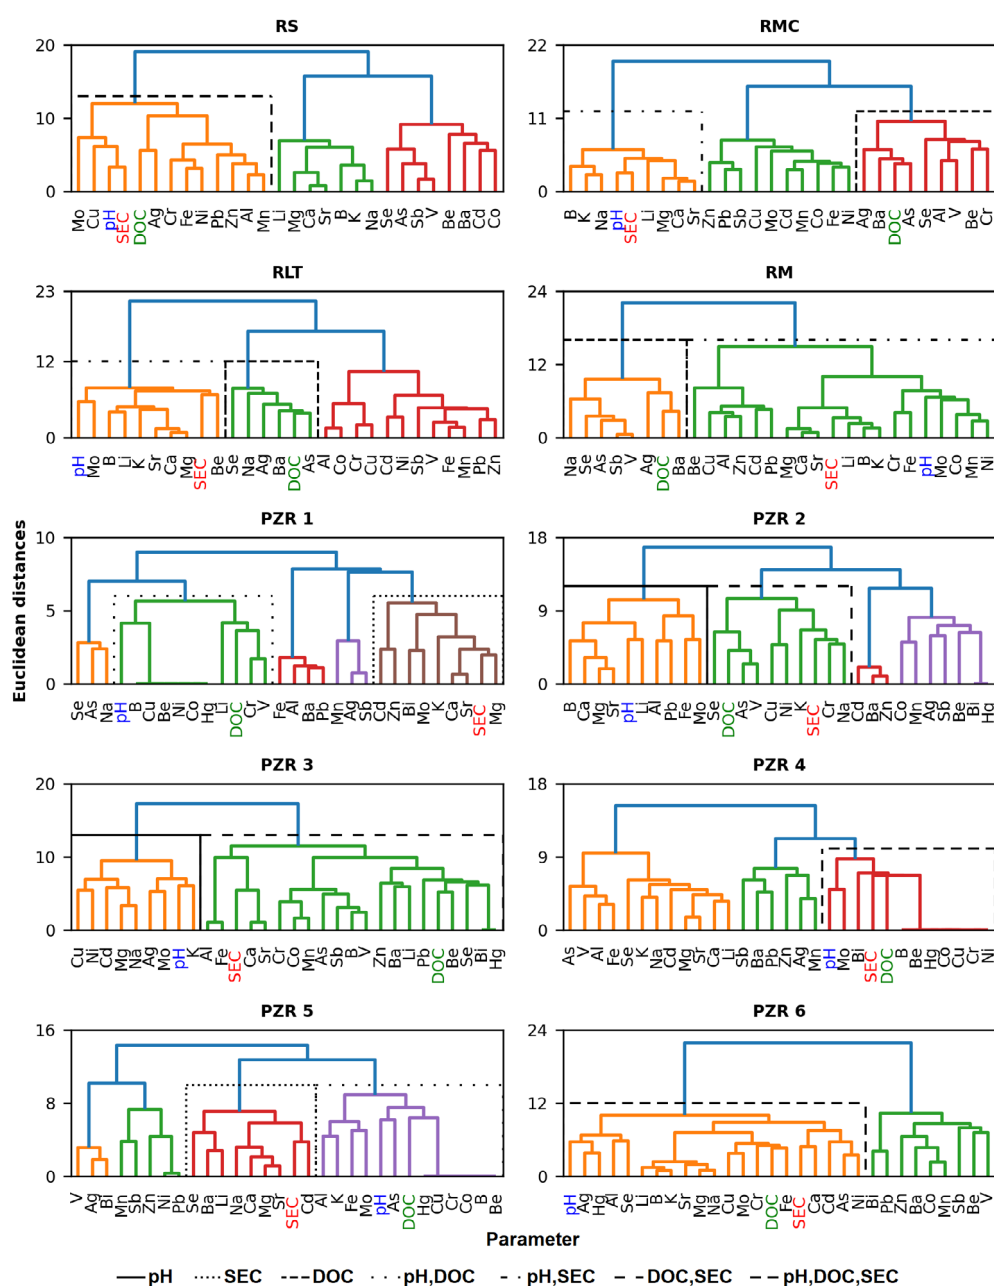 RS
20
10
0
Mo Cu pH SEC DOC Ag Cr Fe Ni Pb Zn Al Mn Li Mg Ca Sr B K Na Se As Sb V Be Ba Cd Co
RMC
22
11
0
B K Na pH SEC Li Mg Ca Sr Zn Pb Sb Cu Mo Cd Mn Co Fe Ni Ag Ba DOC As Se Al V Be Cr
RLT
23
12
0
pH Mo B Li K Sr Ca Mg SEC Be Se Na Ag Ba DOC As Al Co Cr Cu Cd Ni Sb V Fe Mn Pb Zn
RM
24
12
0
Na Se As Sb V Ag DOC Ba Be Cu Al Zn Cd Pb Mg Ca Sr SEC Li B K Cr Fe pH Mo Co Mn Ni
Euclidean distances
PZR 1
10
5
0
Se As Na pH B Cu Be Ni Co Hg Li DOC Cr V Fe Al Ba Pb Mn Ag Sb Cd Zn Bi Mo K Ca Sr SEC Mg
PZR 2
18
9
0
B Ca Mg Sr pH Li Al Pb Fe Mo Se DOC As V Cu Ni K SEC Cr Na Cd Ba Zn Co Mn Ag Sb Be Bi Hg
PZR 3
20
10
0
Cu Ni Cd Mg Na Ag Mo pH K Al Fe SEC Ca Sr Cr Co Mn As Sb B V Zn Ba Li Pb DOC Be Se Bi Hg
PZR 4
18
9
0
As V Al Fe Se K Na Cd Mg Sr Ca Li Sb Ba Pb Zn Ag Mn pH Mo Bi SEC DOC B Be Hg Co Cu Cr Ni
PZR 5
16
8
0
V Ag Bi Mn Sb Zn Ni Pb Se Ba Li Na Ca Mg Sr SEC Cd Al K Fe Mo pH As DOC Hg Cu Cr Co B Be
PZR 6
24
12
0
pH Ag Hg Al Se Li B K Sr Mg Na Cu Mo Cr DOC Fe SEC Ca Cd As Ni Bi Pb Zn Ba Co Mn Sb Be V
Parameter
pH SEC DOC pH,DOC pH,SEC DOC,SEC pH,DOC,SEC